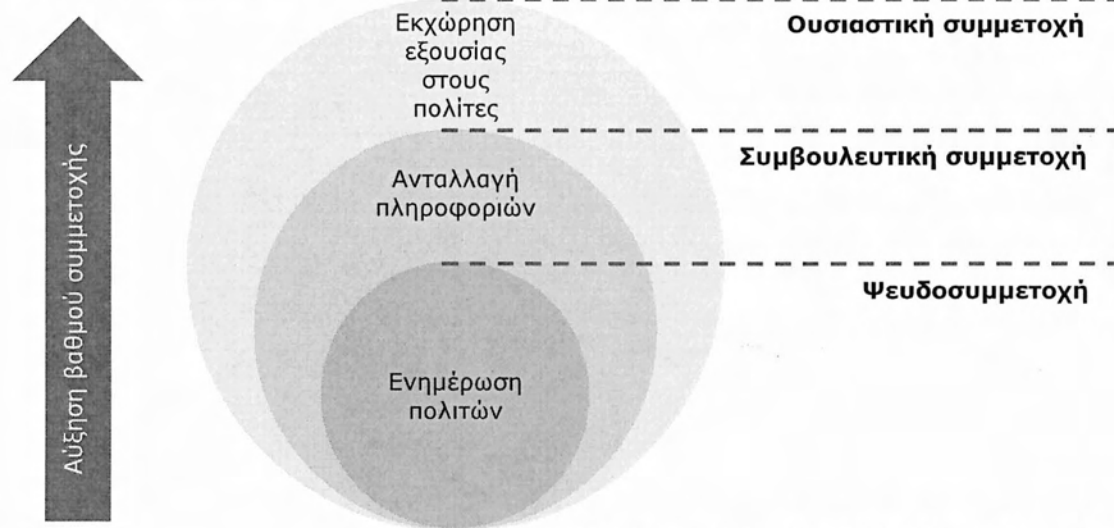 Αύξηση βαθμού συμμετοχής
Εκχώρηση
εξουσίας
στους
πολίτες
Ουσιαστική συμμετοχή
Ανταλλαγή
πληροφοριών
Συμβουλευτική συμμετοχή
Ενημέρωση
πολιτών
Ψευδοσυμμετοχή